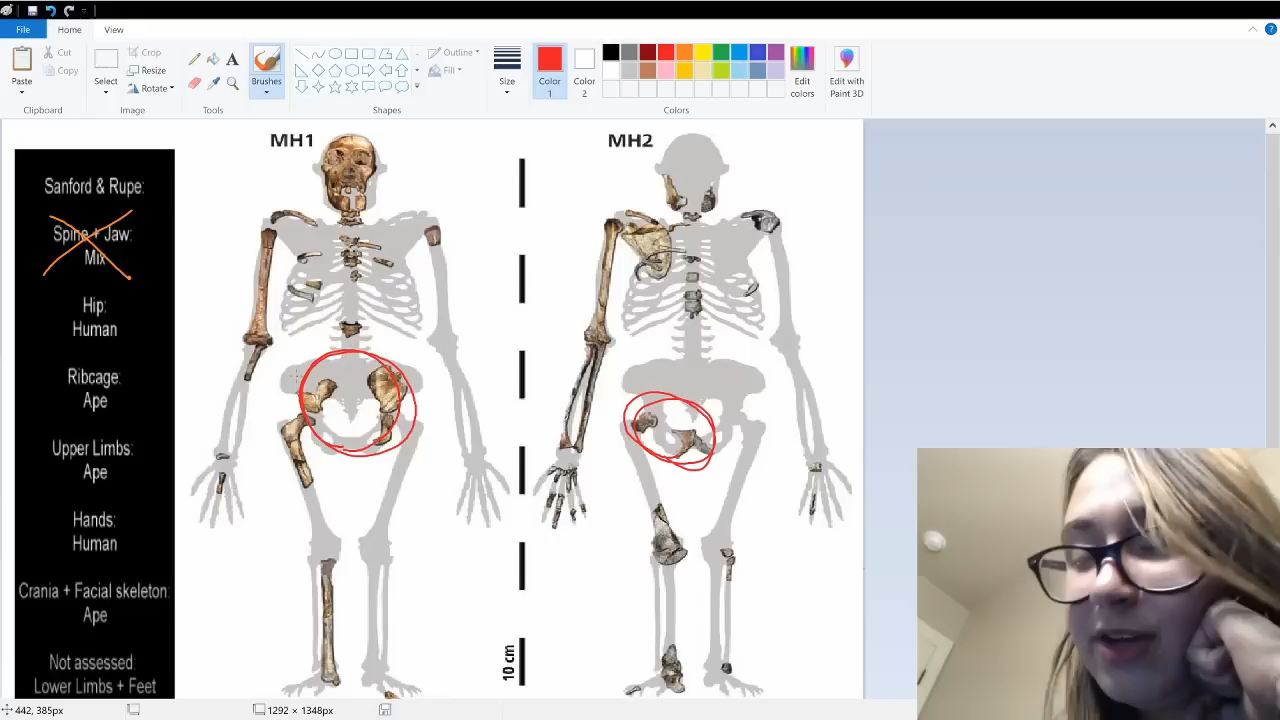 File
Home
View
Paste
Cut
Copy
Clipboard
Select
Crop
Resize
Rotate
Image
A
Tools
Brushes
Outline
Fill
Shapes
Size
Color
1
Color
2
Edit
colors
Edit with
Paint 3D
Colors
Sanford & Rupe:
Spine + Jaw:
Mix
Hip:
Human
Ribcage:
Ape
Upper Limbs:
Ape
Hands:
Human
Crania + Facial skeleton:
Ape
Not assessed:
Lower Limbs + Feet
MH1
MH2
10 cm
442, 385px
1292 × 1348px